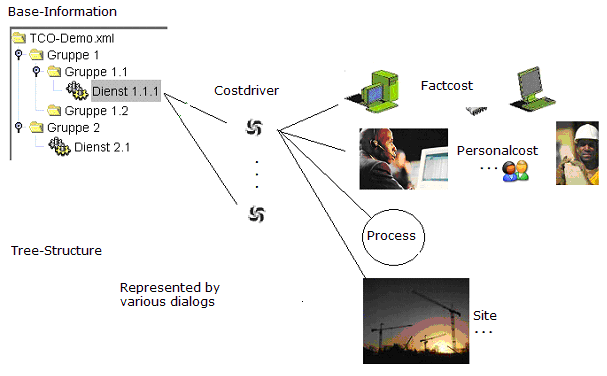 Base-Information
TCO-Demo.xml
Gruppe 1
Gruppe 1.1
Dienst 1.1.1
Gruppe 1.2
Gruppe 2
Dienst 2.1
Costdriver
Factcost
Personalcost
...
Process
Tree-Structure
Represented by
various dialogs
Site
...